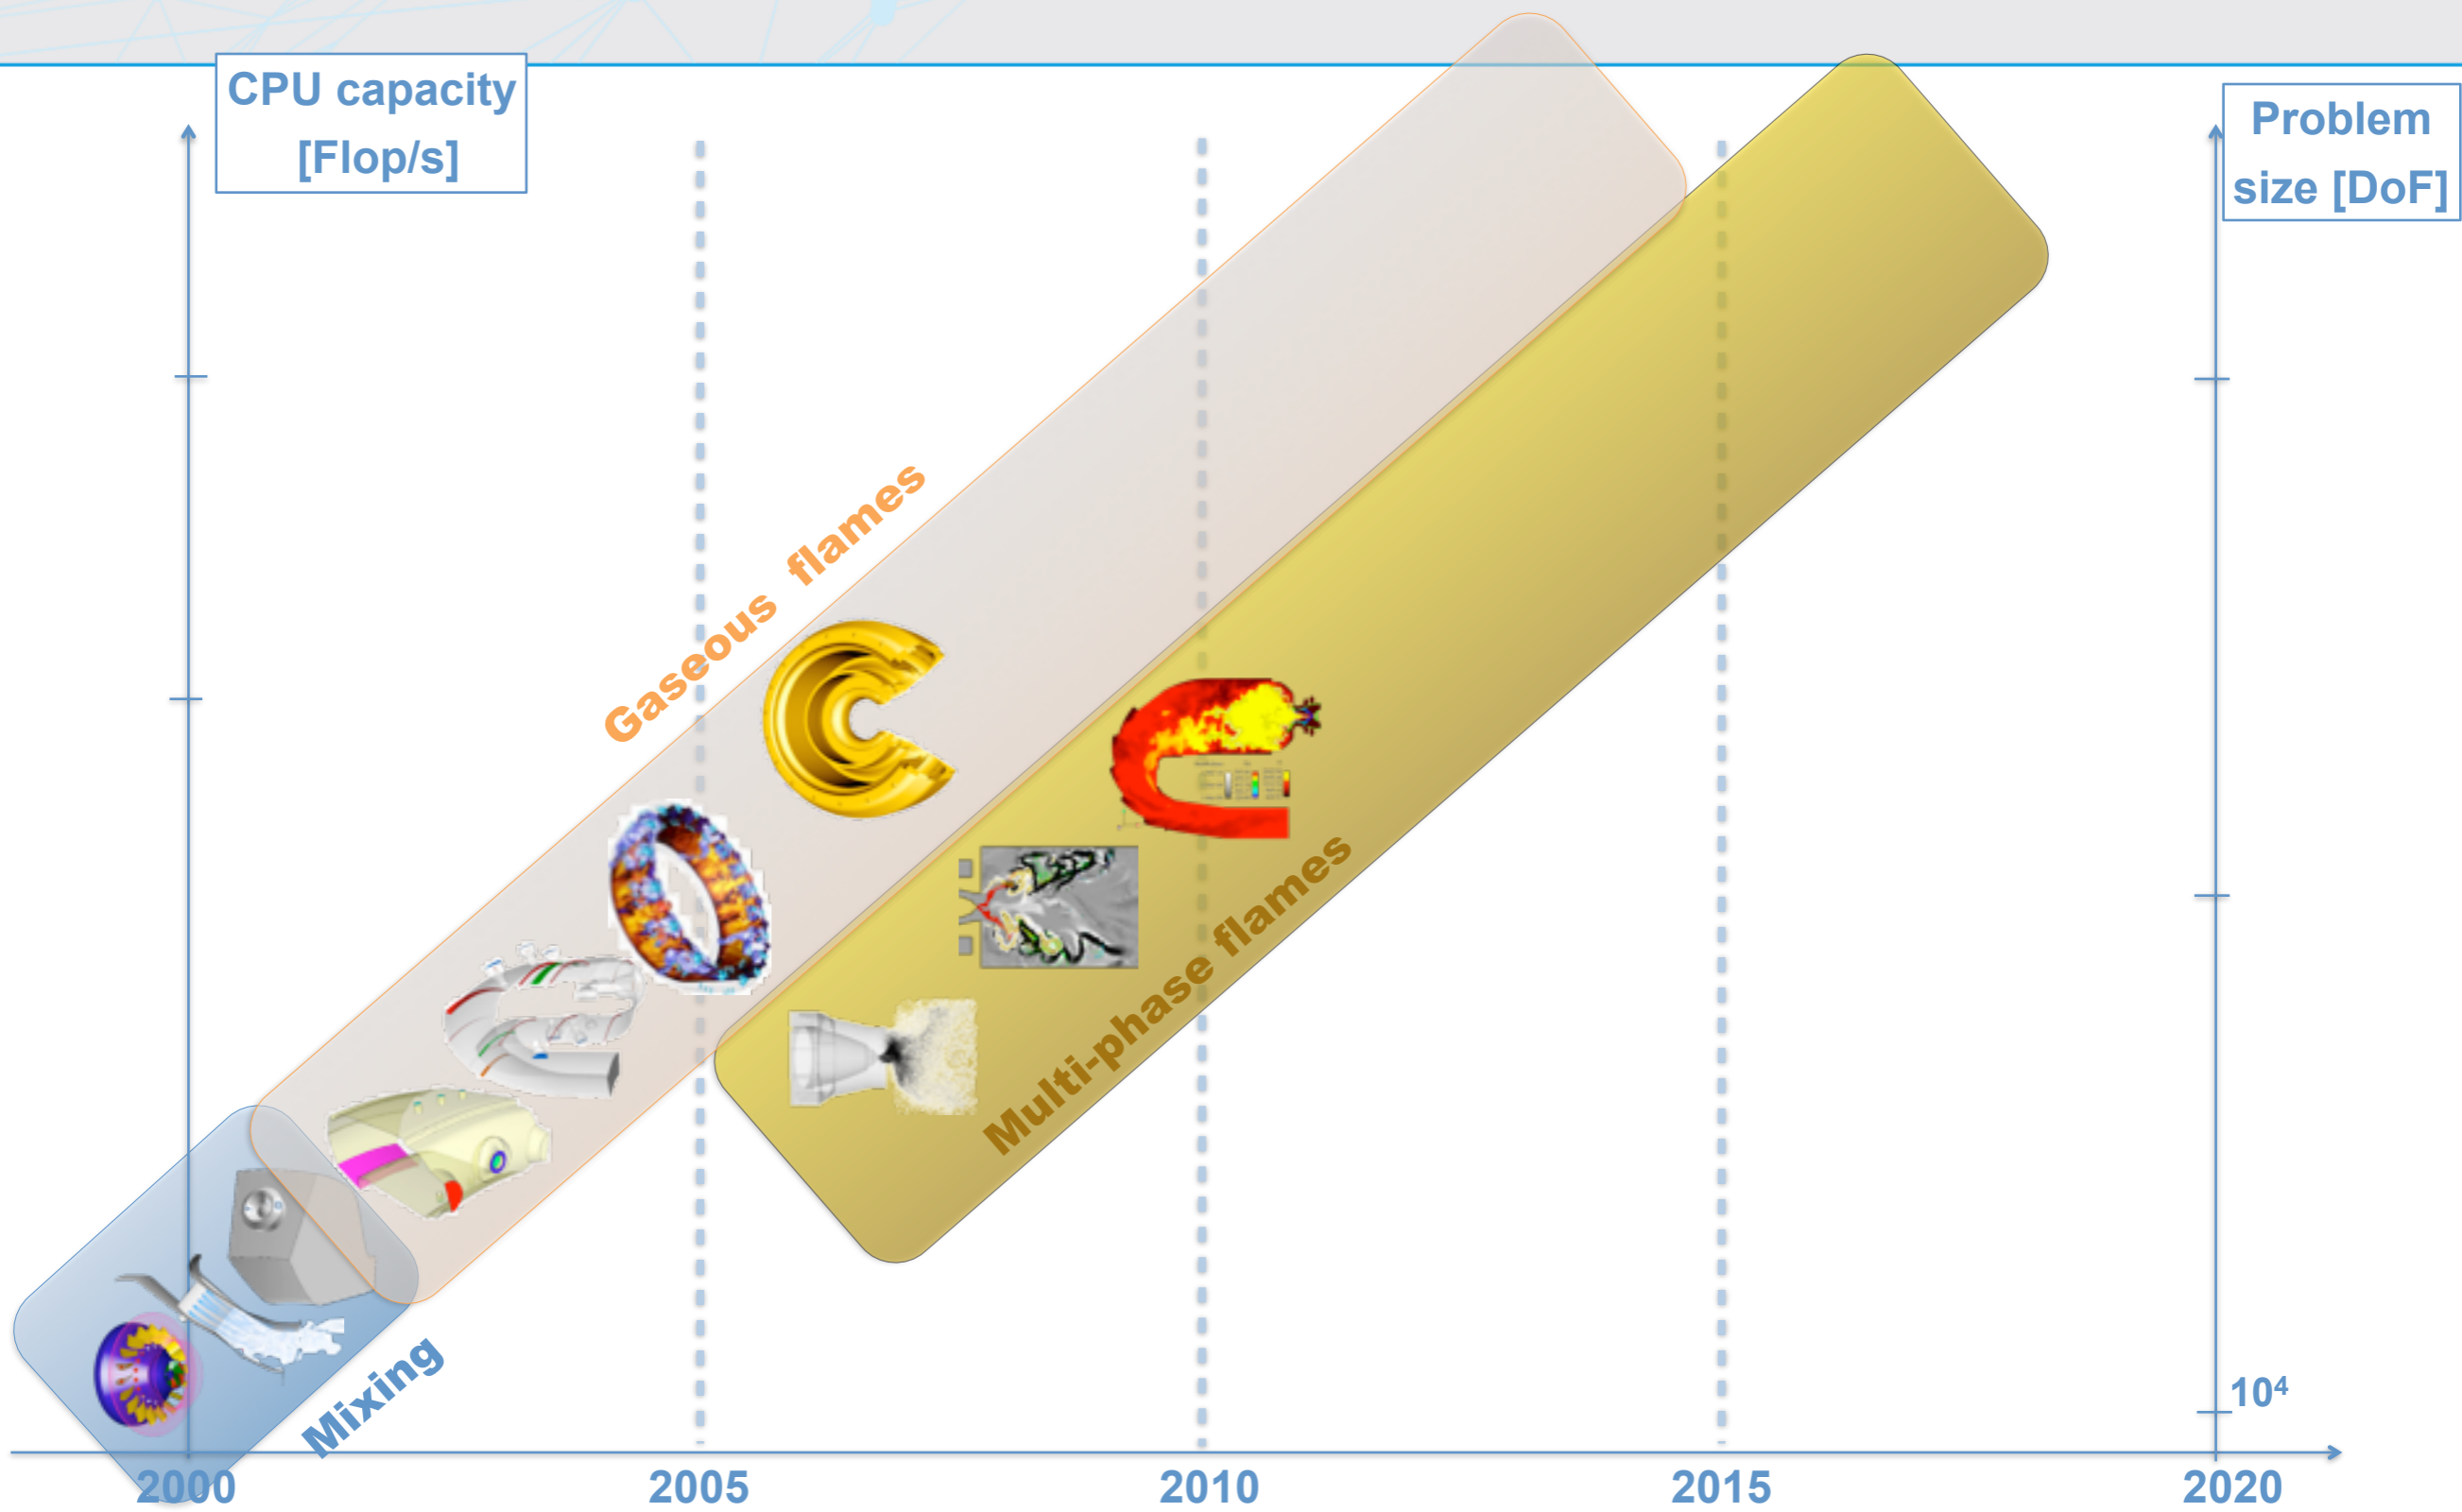 CPU capacity
[Flop/s]
Problem
size [DoF]
Gaseous flames
Multi-phase flames
Mixing
10⁴
2000
2005
2010
2015
2020